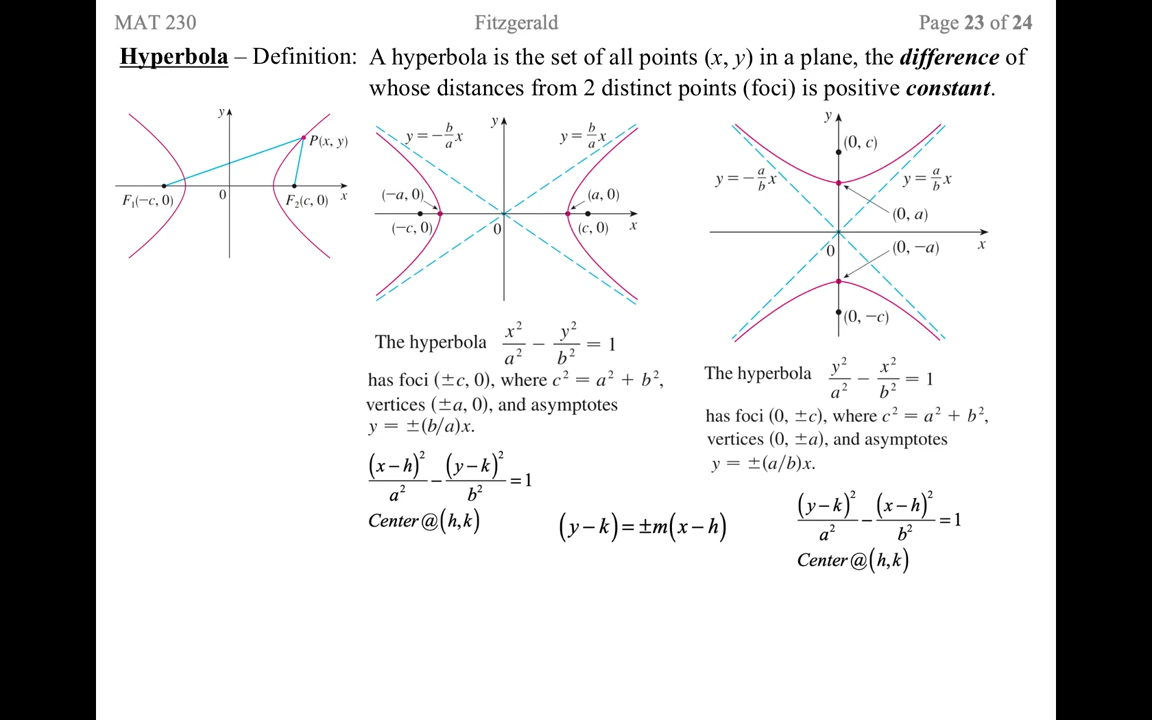 MAT 230 Fitzgerald Page 23 of 24
Hyperbola – Definition: A hyperbola is the set of all points (x, y) in a plane, the difference of
whose distances from 2 distinct points (foci) is positive constant.
y
P(x, y)
F₁(−c, 0) 0 F₂(c, 0) x
y = −b/a x y y = b/a x
(−a, 0) (a, 0)
(−c, 0) 0 (c, 0) x
The hyperbola x²/a² − y²/b² = 1
has foci (±c, 0), where c² = a² + b²,
vertices (±a, 0), and asymptotes
y = ±(b/a)x.
(x−h)²/a² − (y−k)²/b² = 1
Center@(h,k)
(y−k)=±m(x−h)
y
(0, c)
y = −a/b x y = a/b x
(0, a)
0 (0, −a) x
(0, −c)
The hyperbola y²/a² − x²/b² = 1
has foci (0, ±c), where c² = a² + b²,
vertices (0, ±a), and asymptotes
y = ±(a/b)x.
(y−k)²/a² − (x−h)²/b² = 1
Center@(h,k)